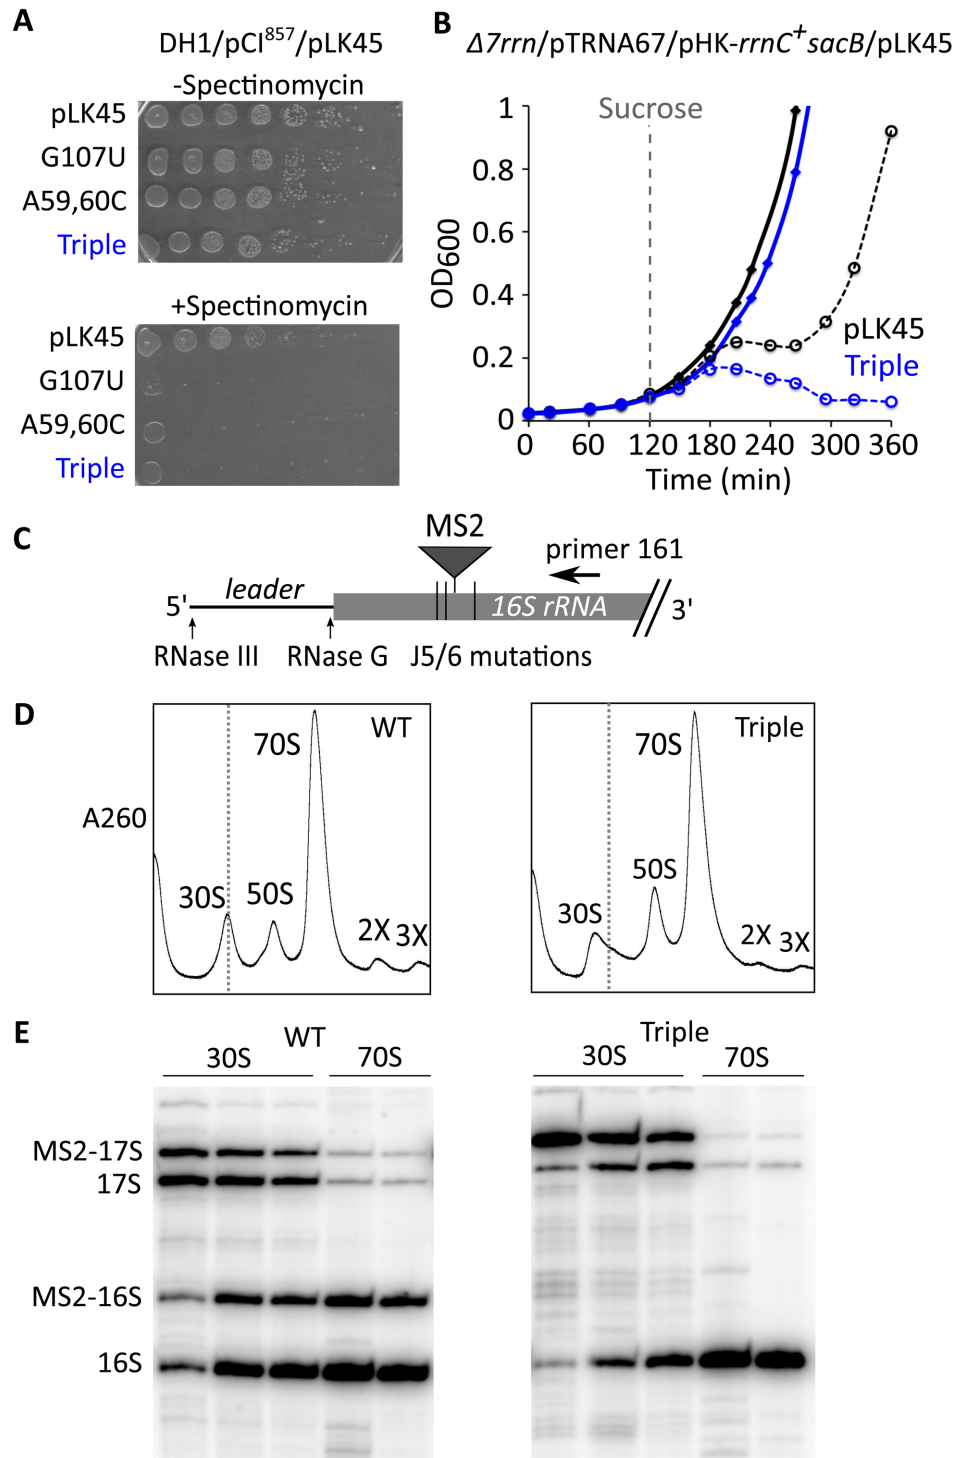 A
DH1/pCI857/pLK45
-Spectinomycin
pLK45
G107U
A59,60C
Triple
+Spectinomycin
pLK45
G107U
A59,60C
Triple
B
Δ7rrn/pTRNA67/pHK-rrnC+sacB/pLK45
Sucrose
OD600
1
0.8
0.6
0.4
0.2
0
pLK45
Triple
0 60 120 180 240 300 360
Time (min)
C
MS2
primer 161
leader
5'
16S rRNA
3'
RNase III RNase G J5/6 mutations
D
A260
WT
70S
30S
50S
2X
3X
Triple
70S
50S
30S
2X
3X
E
WT
30S 70S
Triple
30S 70S
MS2-17S
17S
MS2-16S
16S